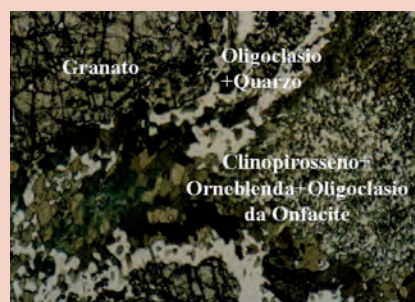 Granato
Oligoclasio
+Quarzo
Clinopirosseno+
Orneblenda+Oligoclasio
da Onfacite